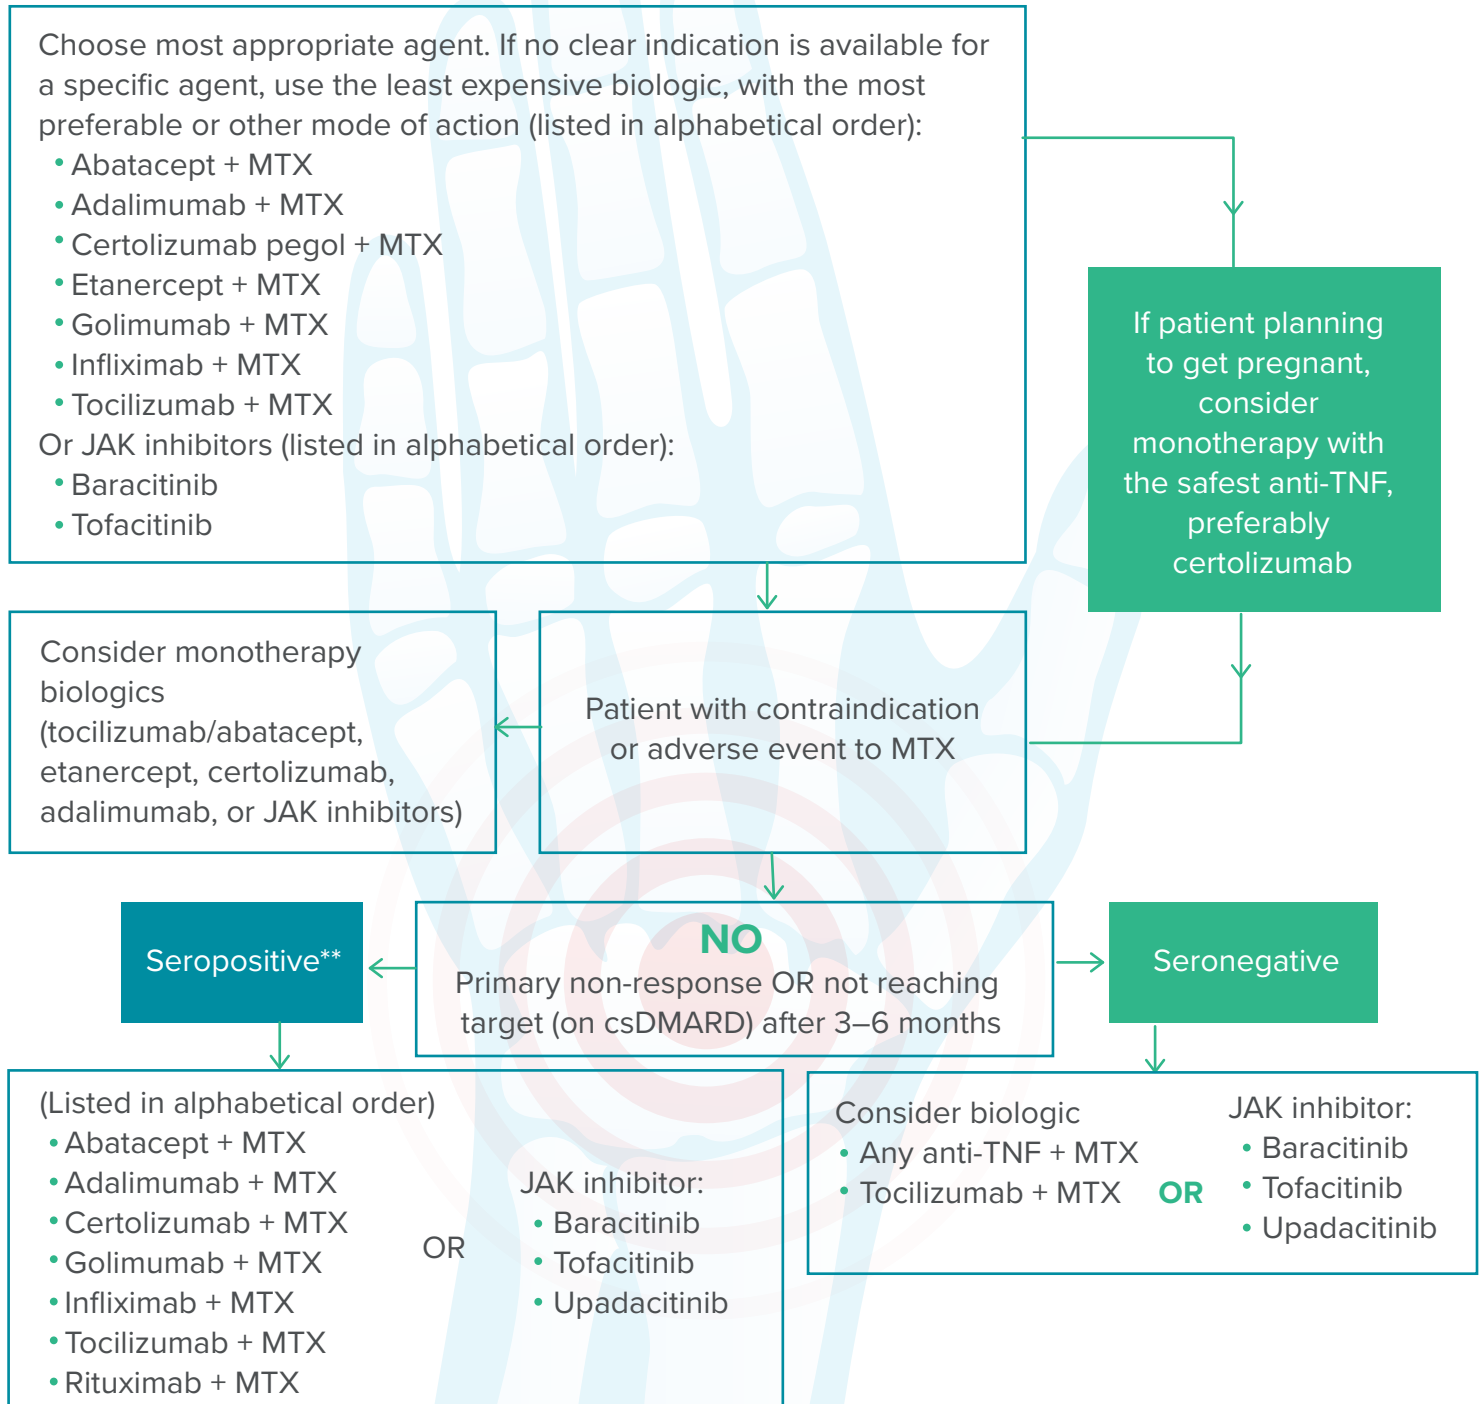 Choose most appropriate agent. If no clear indication is available for
a specific agent, use the least expensive biologic, with the most
preferable or other mode of action (listed in alphabetical order):
• Abatacept + MTX
• Adalimumab + MTX
• Certolizumab pegol + MTX
• Etanercept + MTX
• Golimumab + MTX
• Infliximab + MTX
• Tocilizumab + MTX
Or JAK inhibitors (listed in alphabetical order):
• Baracitinib
• Tofacitinib
If patient planning
to get pregnant,
consider
monotherapy with
the safest anti-TNF,
preferably
certolizumab
Consider monotherapy
biologics
(tocilizumab/abatacept,
etanercept, certolizumab,
adalimumab, or JAK inhibitors)
Patient with contraindication
or adverse event to MTX
Seropositive**
NO
Primary non-response OR not reaching
target (on csDMARD) after 3–6 months
Seronegative
(Listed in alphabetical order)
• Abatacept + MTX
• Adalimumab + MTX
• Certolizumab + MTX
• Golimumab + MTX
• Infliximab + MTX
• Tocilizumab + MTX
• Rituximab + MTX
OR
JAK inhibitor:
• Baracitinib
• Tofacitinib
• Upadacitinib
Consider biologic
• Any anti-TNF + MTX
• Tocilizumab + MTX
OR
JAK inhibitor:
• Baracitinib
• Tofacitinib
• Upadacitinib